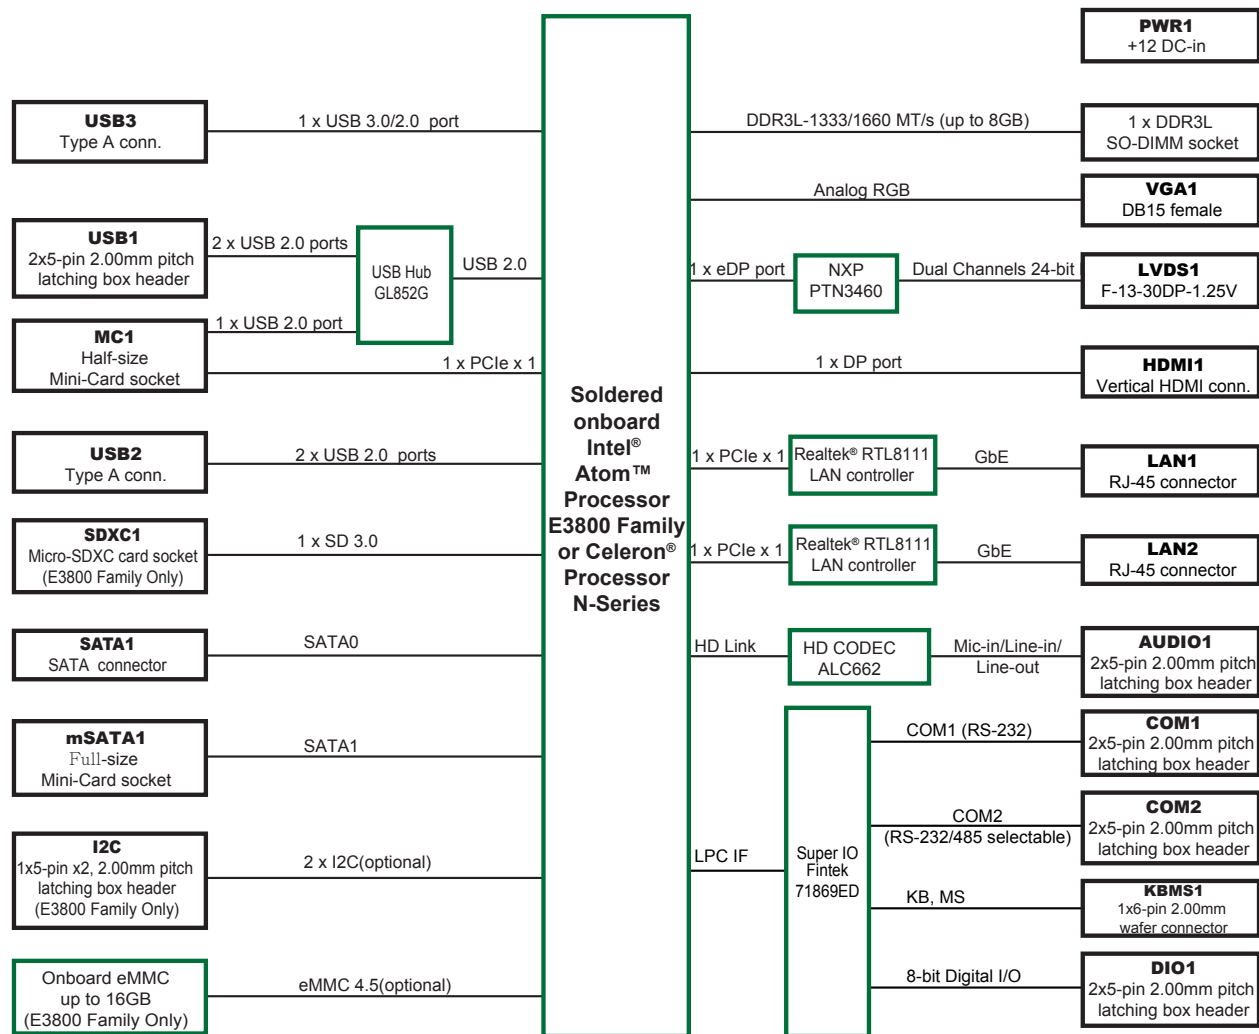 PWR1
+12 DC-in
USB3
Type A conn.
1 x USB 3.0/2.0 port
DDR3L-1333/1660 MT/s (up to 8GB)
1 x DDR3L
SO-DIMM socket
Analog RGB
VGA1
DB15 female
USB1
2x5-pin 2.00mm pitch
latching box header
2 x USB 2.0 ports
USB Hub
GL852G
USB 2.0
1 x eDP port
NXP
PTN3460
Dual Channels 24-bit
LVDS1
F-13-30DP-1.25V
MC1
Half-size
Mini-Card socket
1 x USB 2.0 port
1 x PCIe x 1
1 x DP port
HDMI1
Vertical HDMI conn.
Soldered
onboard
Intel®
Atom™
Processor
E3800 Family
or Celeron®
Processor
N-Series
USB2
Type A conn.
2 x USB 2.0 ports
1 x PCIe x 1
Realtek® RTL8111
LAN controller
GbE
LAN1
RJ-45 connector
SDXC1
Micro-SDXC card socket
(E3800 Family Only)
1 x SD 3.0
1 x PCIe x 1
Realtek® RTL8111
LAN controller
GbE
LAN2
RJ-45 connector
SATA1
SATA connector
SATA0
HD Link
HD CODEC
ALC662
Mic-in/Line-in/
Line-out
AUDIO1
2x5-pin 2.00mm pitch
latching box header
mSATA1
Full-size
Mini-Card socket
SATA1
COM1 (RS-232)
COM1
2x5-pin 2.00mm pitch
latching box header
I2C
1x5-pin x2, 2.00mm pitch
latching box header
(E3800 Family Only)
2 x I2C(optional)
LPC IF
Super IO
Fintek
71869ED
COM2
(RS-232/485 selectable)
COM2
2x5-pin 2.00mm pitch
latching box header
KB, MS
KBMS1
1x6-pin 2.00mm
wafer connector
Onboard eMMC
up to 16GB
(E3800 Family Only)
eMMC 4.5(optional)
8-bit Digital I/O
DIO1
2x5-pin 2.00mm pitch
latching box header